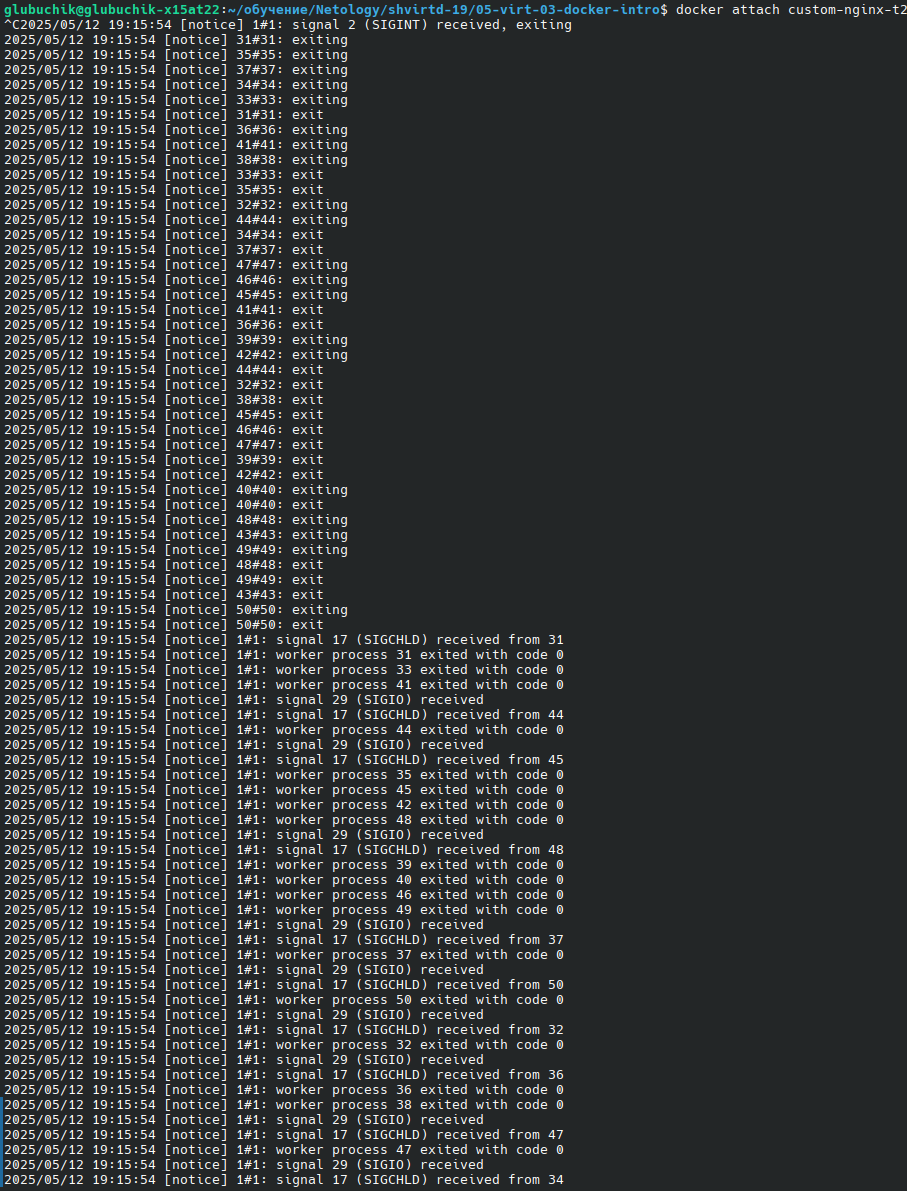 glubuchik@glubuchik-x15at22:~/обучение/Netology/shvirtd-19/05-virt-03-docker-intro$ docker attach custom-nginx-t2
^C2025/05/12 19:15:54 [notice] 1#1: signal 2 (SIGINT) received, exiting
2025/05/12 19:15:54 [notice] 31#31: exiting
2025/05/12 19:15:54 [notice] 35#35: exiting
2025/05/12 19:15:54 [notice] 37#37: exiting
2025/05/12 19:15:54 [notice] 34#34: exiting
2025/05/12 19:15:54 [notice] 33#33: exiting
2025/05/12 19:15:54 [notice] 31#31: exit
2025/05/12 19:15:54 [notice] 36#36: exiting
2025/05/12 19:15:54 [notice] 41#41: exiting
2025/05/12 19:15:54 [notice] 38#38: exiting
2025/05/12 19:15:54 [notice] 33#33: exit
2025/05/12 19:15:54 [notice] 35#35: exit
2025/05/12 19:15:54 [notice] 32#32: exiting
2025/05/12 19:15:54 [notice] 44#44: exiting
2025/05/12 19:15:54 [notice] 34#34: exit
2025/05/12 19:15:54 [notice] 37#37: exit
2025/05/12 19:15:54 [notice] 47#47: exiting
2025/05/12 19:15:54 [notice] 46#46: exiting
2025/05/12 19:15:54 [notice] 45#45: exiting
2025/05/12 19:15:54 [notice] 41#41: exit
2025/05/12 19:15:54 [notice] 36#36: exit
2025/05/12 19:15:54 [notice] 39#39: exiting
2025/05/12 19:15:54 [notice] 42#42: exiting
2025/05/12 19:15:54 [notice] 44#44: exit
2025/05/12 19:15:54 [notice] 32#32: exit
2025/05/12 19:15:54 [notice] 38#38: exit
2025/05/12 19:15:54 [notice] 45#45: exit
2025/05/12 19:15:54 [notice] 46#46: exit
2025/05/12 19:15:54 [notice] 47#47: exit
2025/05/12 19:15:54 [notice] 39#39: exit
2025/05/12 19:15:54 [notice] 42#42: exit
2025/05/12 19:15:54 [notice] 40#40: exiting
2025/05/12 19:15:54 [notice] 40#40: exit
2025/05/12 19:15:54 [notice] 48#48: exiting
2025/05/12 19:15:54 [notice] 43#43: exiting
2025/05/12 19:15:54 [notice] 49#49: exiting
2025/05/12 19:15:54 [notice] 48#48: exit
2025/05/12 19:15:54 [notice] 49#49: exit
2025/05/12 19:15:54 [notice] 43#43: exit
2025/05/12 19:15:54 [notice] 50#50: exiting
2025/05/12 19:15:54 [notice] 50#50: exit
2025/05/12 19:15:54 [notice] 1#1: signal 17 (SIGCHLD) received from 31
2025/05/12 19:15:54 [notice] 1#1: worker process 31 exited with code 0
2025/05/12 19:15:54 [notice] 1#1: worker process 33 exited with code 0
2025/05/12 19:15:54 [notice] 1#1: worker process 41 exited with code 0
2025/05/12 19:15:54 [notice] 1#1: signal 29 (SIGIO) received
2025/05/12 19:15:54 [notice] 1#1: signal 17 (SIGCHLD) received from 44
2025/05/12 19:15:54 [notice] 1#1: worker process 44 exited with code 0
2025/05/12 19:15:54 [notice] 1#1: signal 29 (SIGIO) received
2025/05/12 19:15:54 [notice] 1#1: signal 17 (SIGCHLD) received from 45
2025/05/12 19:15:54 [notice] 1#1: worker process 35 exited with code 0
2025/05/12 19:15:54 [notice] 1#1: worker process 45 exited with code 0
2025/05/12 19:15:54 [notice] 1#1: worker process 42 exited with code 0
2025/05/12 19:15:54 [notice] 1#1: worker process 48 exited with code 0
2025/05/12 19:15:54 [notice] 1#1: signal 29 (SIGIO) received
2025/05/12 19:15:54 [notice] 1#1: signal 17 (SIGCHLD) received from 48
2025/05/12 19:15:54 [notice] 1#1: worker process 39 exited with code 0
2025/05/12 19:15:54 [notice] 1#1: worker process 40 exited with code 0
2025/05/12 19:15:54 [notice] 1#1: worker process 46 exited with code 0
2025/05/12 19:15:54 [notice] 1#1: worker process 49 exited with code 0
2025/05/12 19:15:54 [notice] 1#1: signal 29 (SIGIO) received
2025/05/12 19:15:54 [notice] 1#1: signal 17 (SIGCHLD) received from 37
2025/05/12 19:15:54 [notice] 1#1: worker process 37 exited with code 0
2025/05/12 19:15:54 [notice] 1#1: signal 29 (SIGIO) received
2025/05/12 19:15:54 [notice] 1#1: signal 17 (SIGCHLD) received from 50
2025/05/12 19:15:54 [notice] 1#1: worker process 50 exited with code 0
2025/05/12 19:15:54 [notice] 1#1: signal 29 (SIGIO) received
2025/05/12 19:15:54 [notice] 1#1: signal 17 (SIGCHLD) received from 32
2025/05/12 19:15:54 [notice] 1#1: worker process 32 exited with code 0
2025/05/12 19:15:54 [notice] 1#1: signal 29 (SIGIO) received
2025/05/12 19:15:54 [notice] 1#1: signal 17 (SIGCHLD) received from 36
2025/05/12 19:15:54 [notice] 1#1: worker process 36 exited with code 0
2025/05/12 19:15:54 [notice] 1#1: worker process 38 exited with code 0
2025/05/12 19:15:54 [notice] 1#1: signal 29 (SIGIO) received
2025/05/12 19:15:54 [notice] 1#1: signal 17 (SIGCHLD) received from 47
2025/05/12 19:15:54 [notice] 1#1: worker process 47 exited with code 0
2025/05/12 19:15:54 [notice] 1#1: signal 29 (SIGIO) received
2025/05/12 19:15:54 [notice] 1#1: signal 17 (SIGCHLD) received from 34